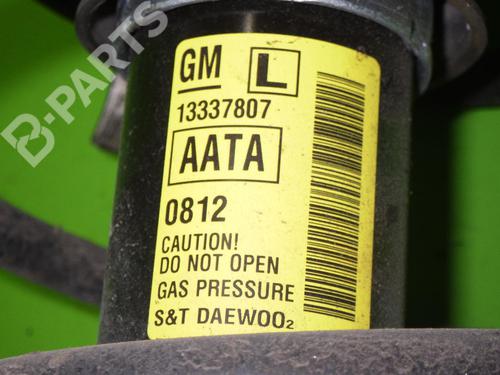 B-PARTS
GM L
13337807
AATA
0812
CAUTION!
DO NOT OPEN
GAS PRESSURE
S&T DAEWOO2